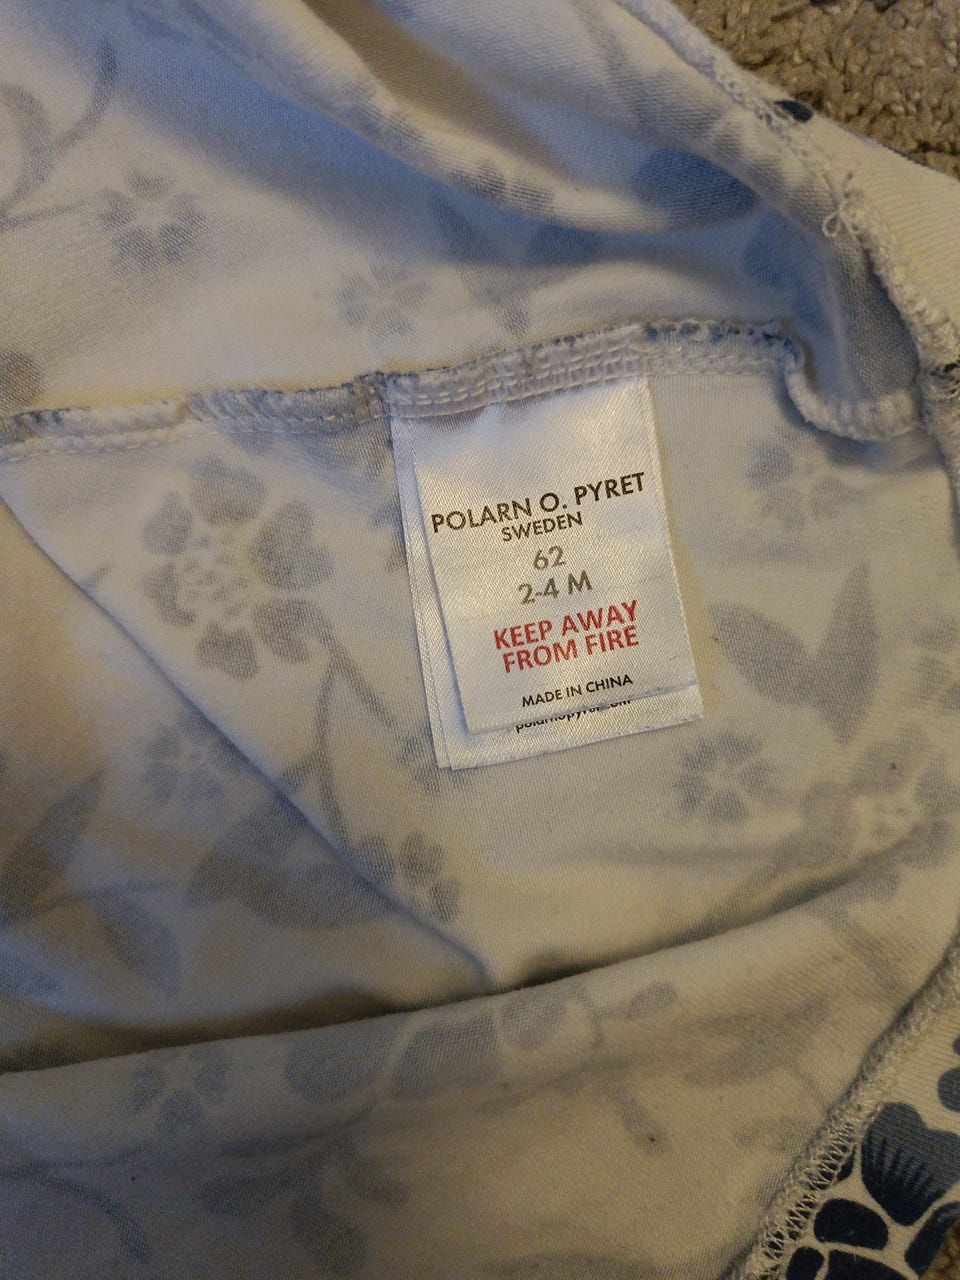 POLARN O. PYRET
SWEDEN
62
2-4 M
KEEP AWAY
FROM FIRE
MADE IN CHINA